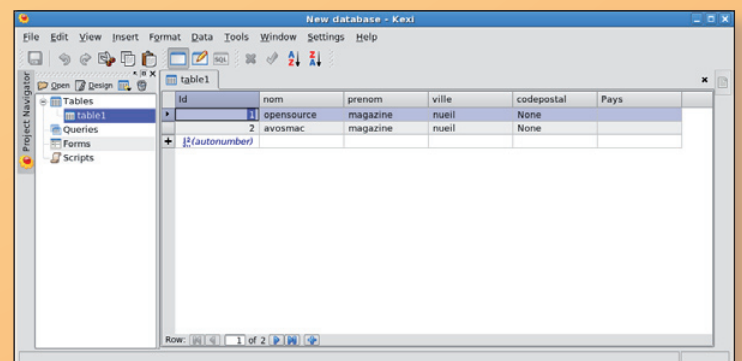 New database - Kexi
File Edit View Insert Format Data Tools Window Settings Help
SQL
Project Navigator
Open Design
table1
Tables
table1
Queries
Forms
Scripts
Id nom prenom ville codepostal Pays
1 opensource magazine nueil None
2 avosmac magazine nueil None
(autonumber)
Row: 1 of 2